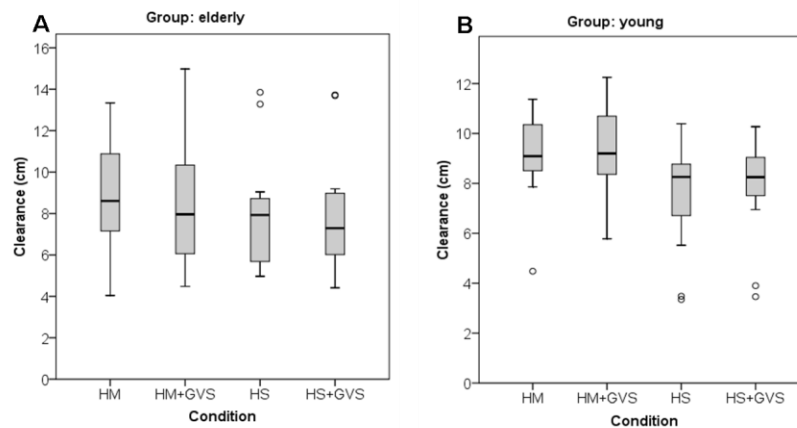 A
Group: elderly
16
14
12
10
8
6
4
2
0
Clearance (cm)
HM HM+GVS HS HS+GVS
Condition
B
Group: young
12
10
8
6
4
2
0
Clearance (cm)
HM HM+GVS HS HS+GVS
Condition